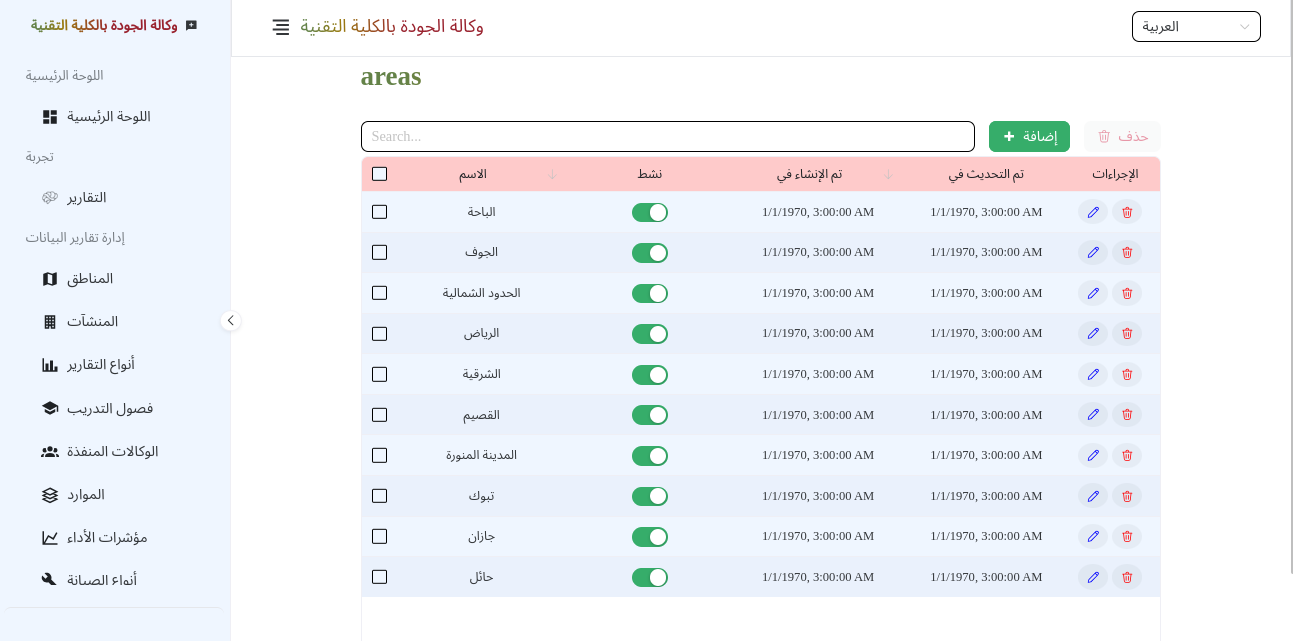 وكالة الجودة بالكلية التقنية
اللوحة الرئيسية
اللوحة الرئيسية
تجربة
التقارير
إدارة تقارير البيانات
المناطق
المنشآت
أنواع التقارير
فصول التدريب
الوكالات المنفذة
الموارد
مؤشرات الأداء
أنواع الصيانة
وكالة الجودة بالكلية التقنية
العربية
areas
Search...
إضافة
حذف
الاسم نشط تم الإنشاء في تم التحديث في الإجراءات
الباحة 1/1/1970, 3:00:00 AM 1/1/1970, 3:00:00 AM
الجوف 1/1/1970, 3:00:00 AM 1/1/1970, 3:00:00 AM
الحدود الشمالية 1/1/1970, 3:00:00 AM 1/1/1970, 3:00:00 AM
الرياض 1/1/1970, 3:00:00 AM 1/1/1970, 3:00:00 AM
الشرقية 1/1/1970, 3:00:00 AM 1/1/1970, 3:00:00 AM
القصيم 1/1/1970, 3:00:00 AM 1/1/1970, 3:00:00 AM
المدينة المنورة 1/1/1970, 3:00:00 AM 1/1/1970, 3:00:00 AM
تبوك 1/1/1970, 3:00:00 AM 1/1/1970, 3:00:00 AM
جازان 1/1/1970, 3:00:00 AM 1/1/1970, 3:00:00 AM
حائل 1/1/1970, 3:00:00 AM 1/1/1970, 3:00:00 AM